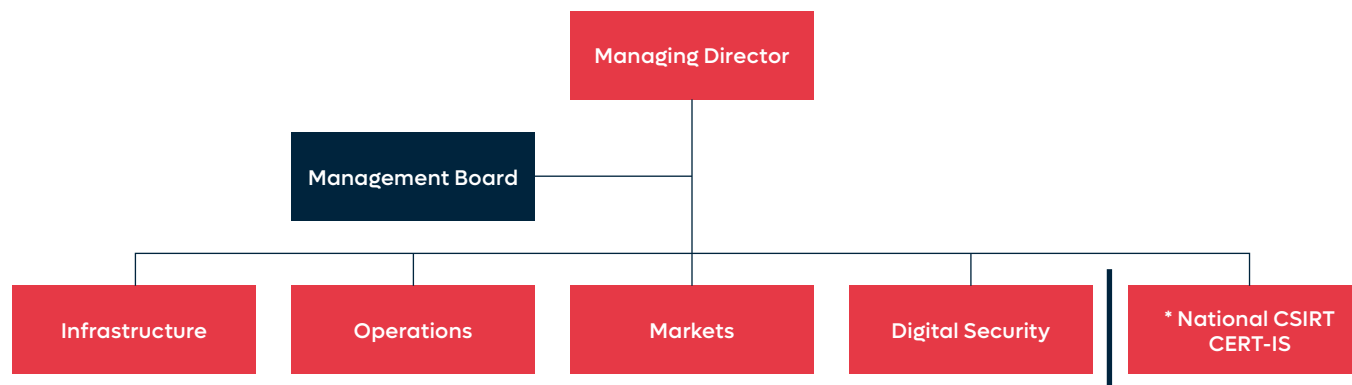 Managing Director
Management Board
Infrastructure
Operations
Markets
Digital Security
* National CSIRT
CERT-IS